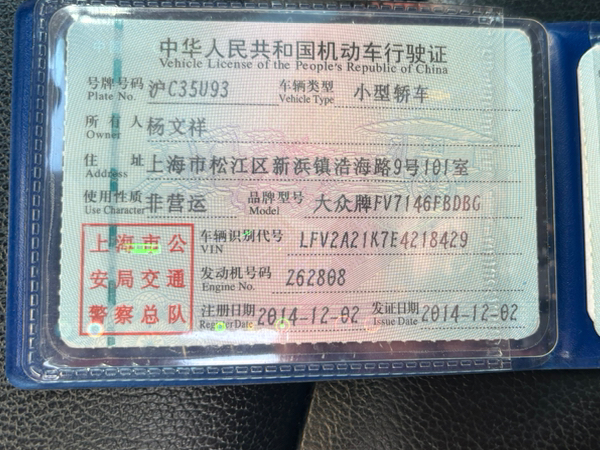 中华人民共和国机动车行驶证
Vehicle License of the People's Republic of China
号牌号码 沪C35U93 车辆类型 小型轿车
Plate No. Vehicle Type
所有人 杨文祥
Owner
住址 上海市松江区新浜镇浩海路9号101室
Address
使用性质 非营运 品牌型号 大众牌FV7146FBDBG
Use Character Model
上海市公
安局交通
警察总队
车辆识别代号 LFV2A21K7E4218429
VIN
发动机号码 Z62808
Engine No.
注册日期 2014-12-02 发证日期 2014-12-02
Register Date Issue Date